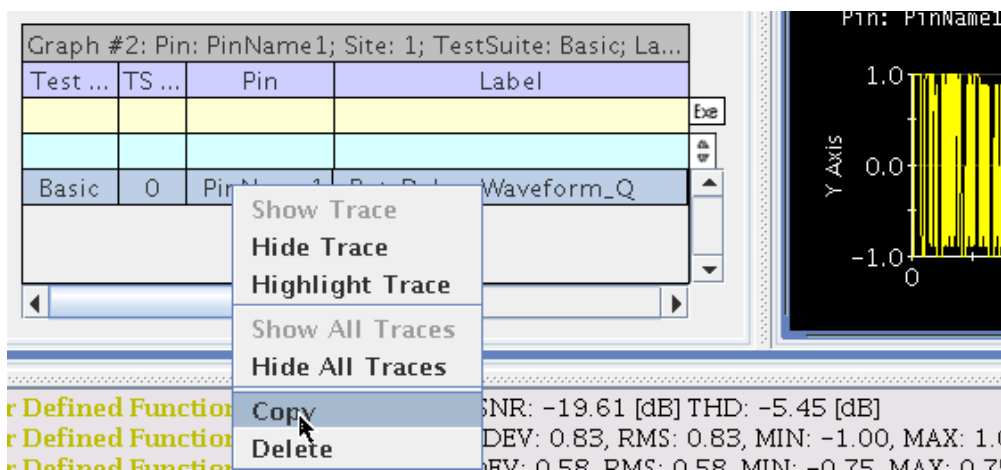 Pin: PinName1
Graph #2: Pin: PinName1; Site: 1; TestSuite: Basic; La...
Test ... TS ... Pin Label
Exe
Basic 0 Waveform_Q
Show Trace
Hide Trace
Highlight Trace
Show All Traces
Hide All Traces
Copy
Delete
1.0
Y Axis
0.0
-1.0
0
r Defined Function SNR: -19.61 [dB] THD: -5.45 [dB]
r Defined Function DEV: 0.83, RMS: 0.83, MIN: -1.00, MAX: 1.0
r Defined Function DEV: 0.58, RMS: 0.58, MIN: -0.75, MAX: 0.7